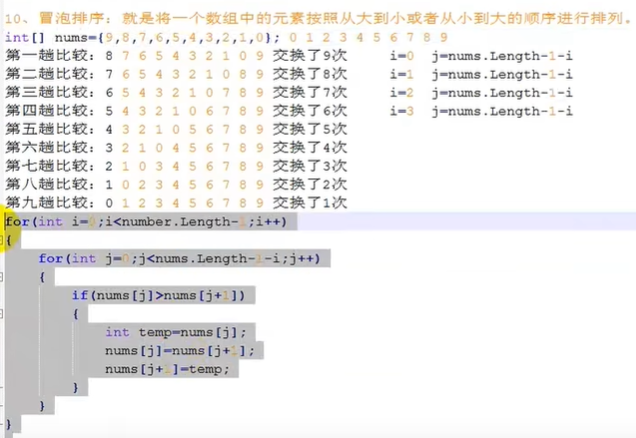 10、冒泡排序：就是将一个数组中的元素按照从大到小或者从小到大的顺序进行排列。
int[] nums={9,8,7,6,5,4,3,2,1,0}; 0 1 2 3 4 5 6 7 8 9
第一趟比较：8 7 6 5 4 3 2 1 0 9 交换了9次 i=0 j=nums.Length-1-i
第二趟比较：7 6 5 4 3 2 1 0 8 9 交换了8次 i=1 j=nums.Length-1-i
第三趟比较：6 5 4 3 2 1 0 7 8 9 交换了7次 i=2 j=nums.Length-1-i
第四趟比较：5 4 3 2 1 0 6 7 8 9 交换了6次 i=3 j=nums.Length-1-i
第五趟比较：4 3 2 1 0 5 6 7 8 9 交换了5次
第六趟比较：3 2 1 0 4 5 6 7 8 9 交换了4次
第七趟比较：2 1 0 3 4 5 6 7 8 9 交换了3次
第八趟比较：1 0 2 3 4 5 6 7 8 9 交换了2次
第九趟比较：0 1 2 3 4 5 6 7 8 9 交换了1次
for(int i=0;i<number.Length-1;i++)
{
for(int j=0;j<nums.Length-1-i;j++)
{
if(nums[j]>nums[j+1])
{
int temp=nums[j];
nums[j]=nums[j+1];
nums[j+1]=temp;
}
}
}